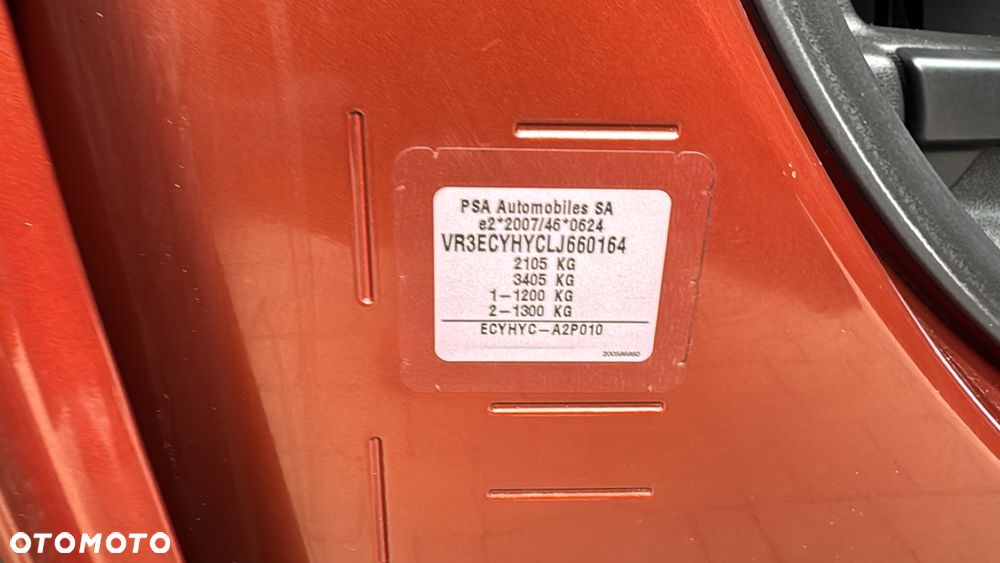 PSA Automobiles SA
e2*2007/46*0624
VR3ECYHYCLJ660164
2105 KG
3405 KG
1-1200 KG
2-1300 KG
ECYHYC-A2P010
200586860
OTOMOTO